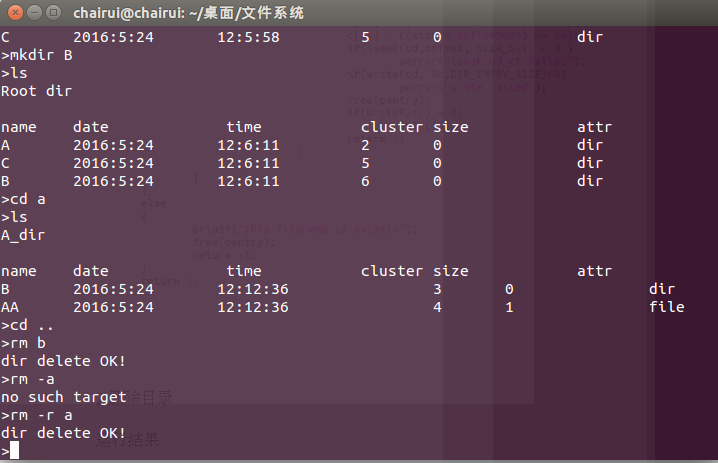 chairui@chairui: ~/桌面/文件系统
C 2016:5:24 12:5:58 5 0 dir
>mkdir B
>ls
Root dir
name date time cluster size attr
A 2016:5:24 12:6:11 2 0 dir
C 2016:5:24 12:6:11 5 0 dir
B 2016:5:24 12:6:11 6 0 dir
>cd a
>ls
A_dir
name date time cluster size attr
B 2016:5:24 12:12:36 3 0 dir
AA 2016:5:24 12:12:36 4 1 file
>cd ..
>rm b
dir delete OK!
>rm -a
no such target
>rm -r a
dir delete OK!
>